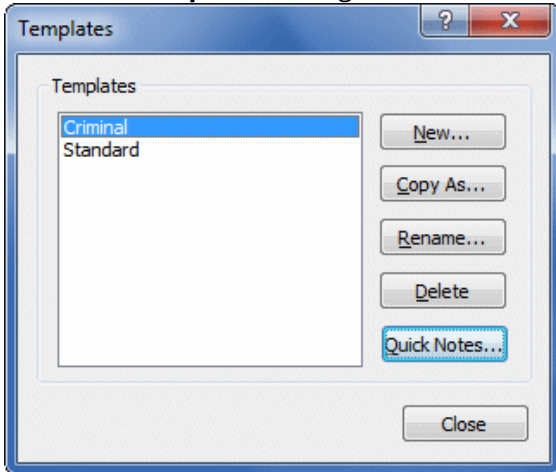 Templates
Templates
Criminal
Standard
New...
Copy As...
Rename...
Delete
Quick Notes...
Close